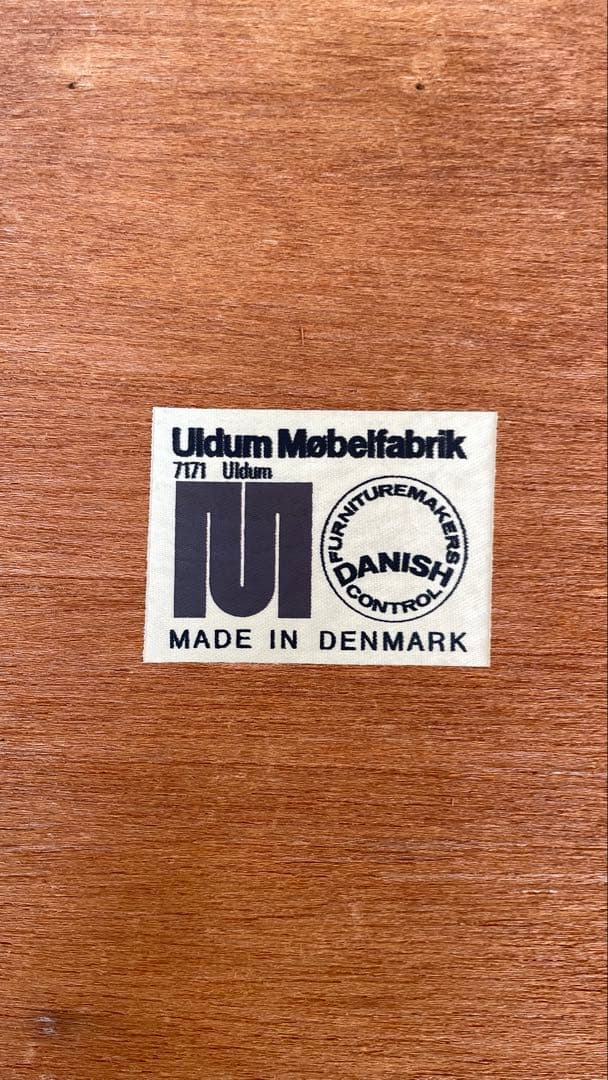 Uldum Møbelfabrik
7171 Uldum
FURNITUREMAKERS
DANISH
CONTROL
MADE IN DENMARK